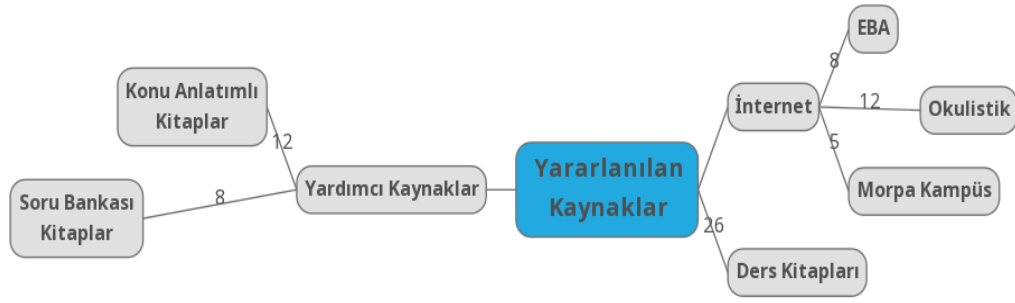 EBA
8
Konu Anlatımlı
Kitaplar
İnternet
12
Okulistik
12
5
Yararlanılan
Kaynaklar
Yardımcı Kaynaklar
Morpa Kampüs
Soru Bankası
Kitaplar
8
26
Ders Kitapları